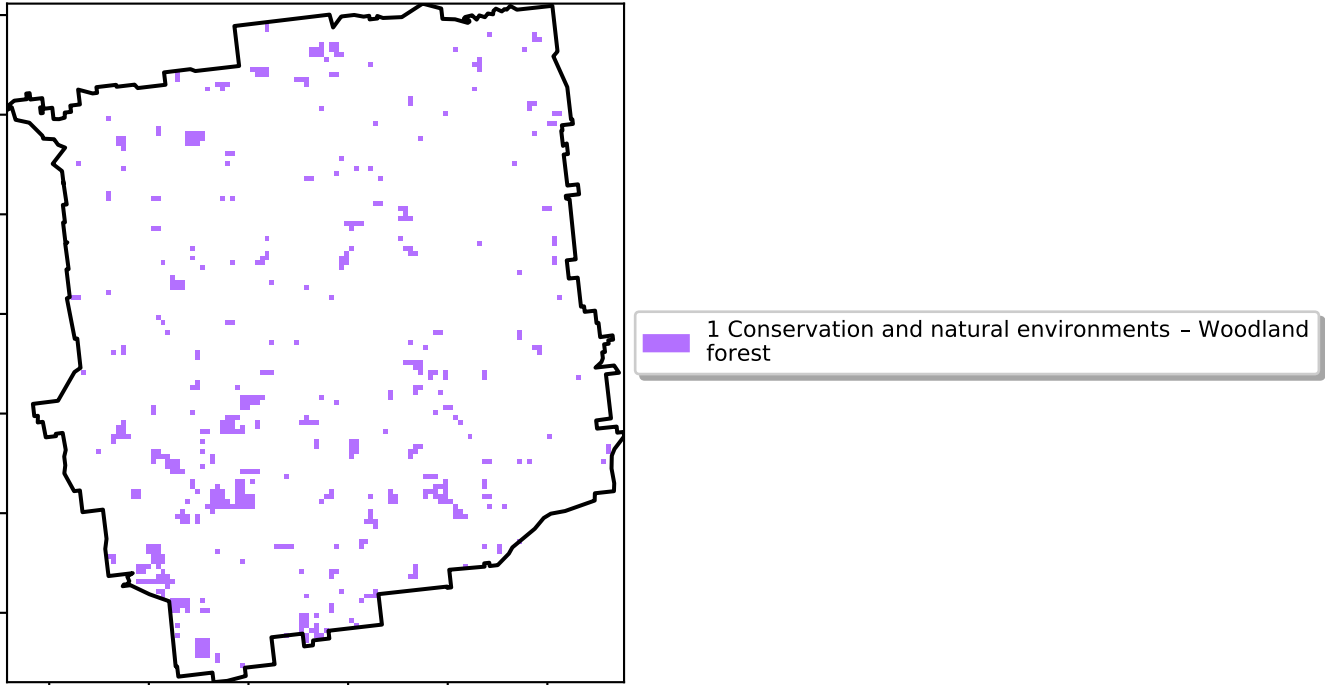 1 Conservation and natural environments – Woodland
forest